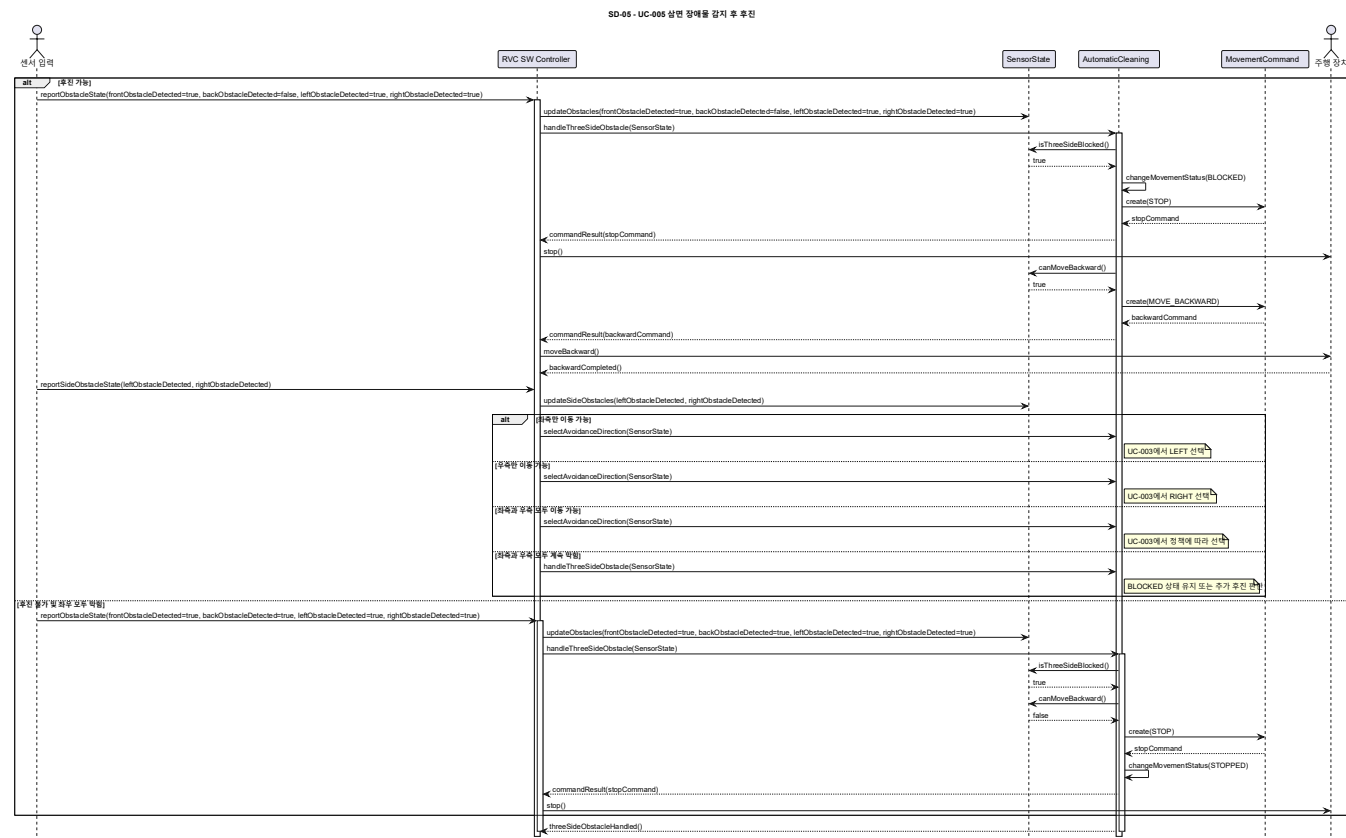 SD-05 - UC-005 삼면 장애물 감지 후 후진
센서 입력
RVC SW Controller
SensorState
AutomaticCleaning
MovementCommand
주행 장치
alt
[후진 가능]
reportObstacleState(frontObstacleDetected=true, backObstacleDetected=false, leftObstacleDetected=true, rightObstacleDetected=true)
updateObstacles(frontObstacleDetected=true, backObstacleDetected=false, leftObstacleDetected=true, rightObstacleDetected=true)
handleThreeSideObstacle(SensorState)
isThreeSideBlocked()
true
changeMovementStatus(BLOCKED)
create(STOP)
stopCommand
commandResult(stopCommand)
stop()
canMoveBackward()
true
create(MOVE_BACKWARD)
backwardCommand
commandResult(backwardCommand)
moveBackward()
backwardCompleted()
reportSideObstacleState(leftObstacleDetected, rightObstacleDetected)
updateSideObstacles(leftObstacleDetected, rightObstacleDetected)
alt
[좌측만 이동 가능]
selectAvoidanceDirection(SensorState)
UC-003에서 LEFT 선택
[우측만 이동 가능]
selectAvoidanceDirection(SensorState)
UC-003에서 RIGHT 선택
[좌측과 우측 모두 이동 가능]
selectAvoidanceDirection(SensorState)
UC-003에서 정책에 따라 선택
[좌측과 우측 모두 계속 막힘]
handleThreeSideObstacle(SensorState)
BLOCKED 상태 유지 또는 추가 후진 판단
[후진 불가 및 좌우 모두 막힘]
reportObstacleState(frontObstacleDetected=true, backObstacleDetected=true, leftObstacleDetected=true, rightObstacleDetected=true)
updateObstacles(frontObstacleDetected=true, backObstacleDetected=true, leftObstacleDetected=true, rightObstacleDetected=true)
handleThreeSideObstacle(SensorState)
isThreeSideBlocked()
true
canMoveBackward()
false
create(STOP)
stopCommand
changeMovementStatus(STOPPED)
commandResult(stopCommand)
stop()
threeSideObstacleHandled()